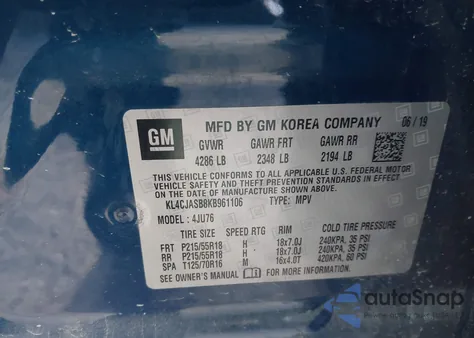 GM
MFD BY GM KOREA COMPANY 06/19
GVWR GAWR FRT GAWR RR
4286 LB 2348 LB 2194 LB
THIS VEHICLE CONFORMS TO ALL APPLICABLE U.S. FEDERAL MOTOR
VEHICLE SAFETY, BUMPER, AND THEFT PREVENTION STANDARDS IN
EFFECT ON THE DATE OF MANUFACTURE SHOWN ABOVE.
KL4CJASB8KB961106 TYPE: MPV
MODEL: 4JU76
TIRE SIZE SPEED RTG RIM COLD TIRE PRESSURE
FRT P215/55R18 H 18x7.0J 240KPA, 35 PSI
RR P215/55R18 H 18x7.0J 240KPA, 35 PSI
SPA T125/70R16 M 16x4.0T 420KPA, 60 PSI
SEE OWNER'S MANUAL FOR MORE INFORMATION
autoSnap